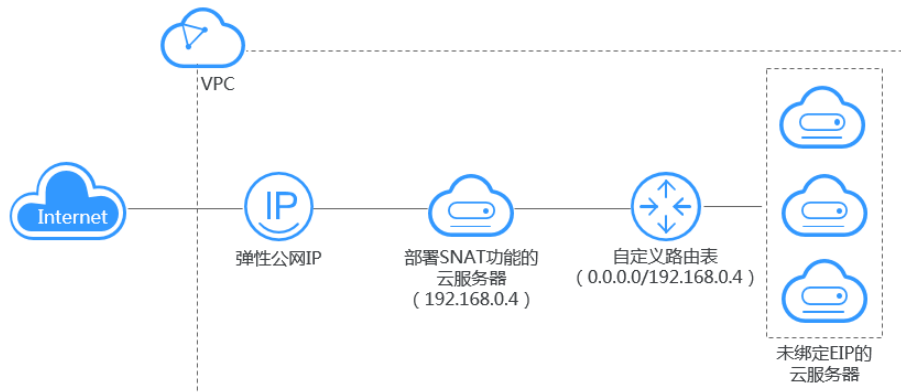 VPC
Internet
IP
弹性公网IP
部署SNAT功能的
云服务器
（192.168.0.4）
自定义路由表
（0.0.0.0/192.168.0.4）
未绑定EIP的
云服务器